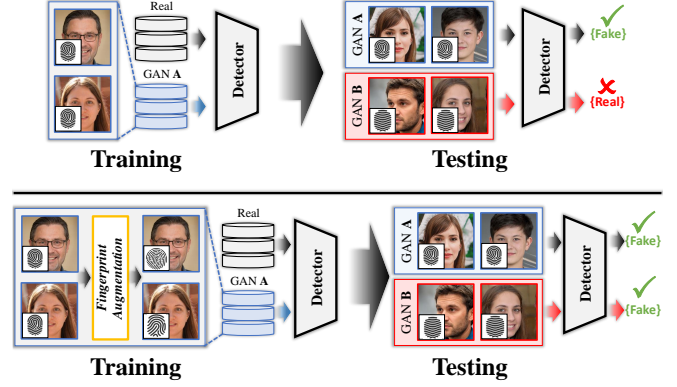 Real
GAN A
Detector
Training
GAN A
GAN B
Detector
{Fake}
{Real}
Testing
Fingerprint
Augmentation
Real
GAN A
Detector
Training
GAN A
GAN B
Detector
{Fake}
{Fake}
Testing